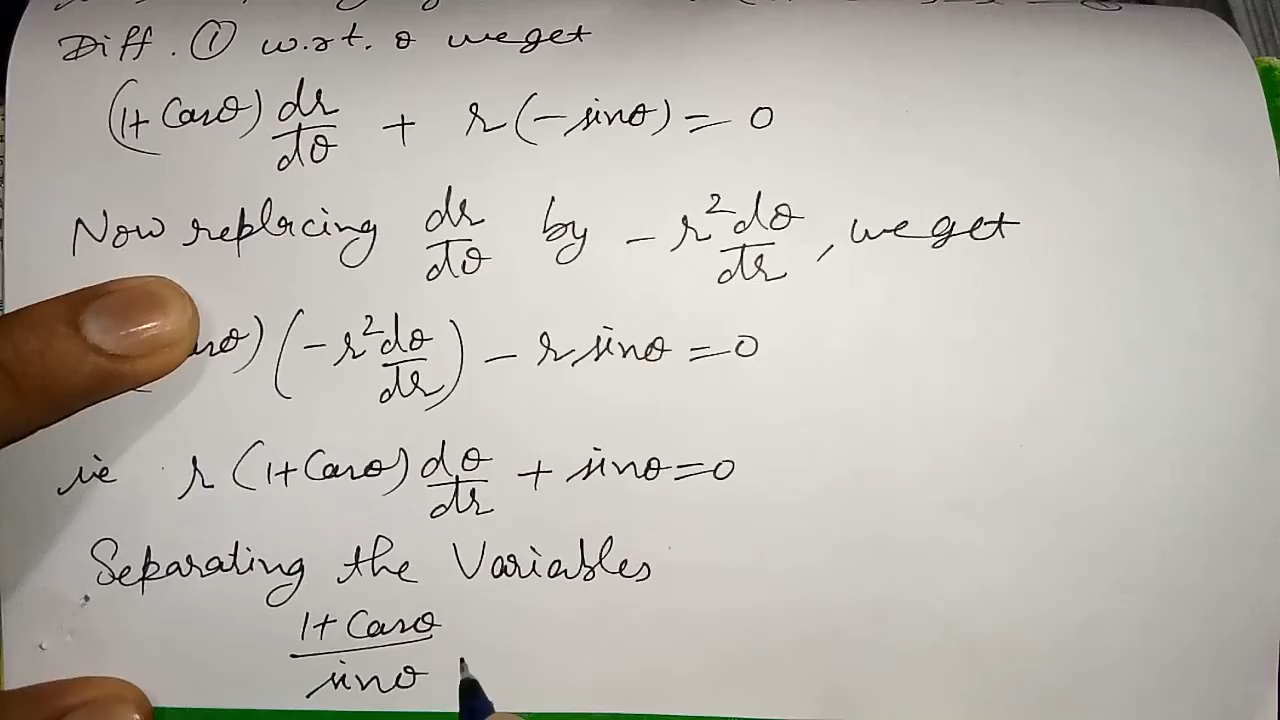 Diff. ① w.r.t. θ we get
(1+Cosθ) dr/dθ + r(-sinθ) = 0
Now replacing dr/dθ by -r² dθ/dr, we get
osθ) (-r² dθ/dr) - r sinθ = 0
ie r(1+Cosθ) dθ/dr + sinθ = 0
Separating the Variables
1+Cosθ
sinθ